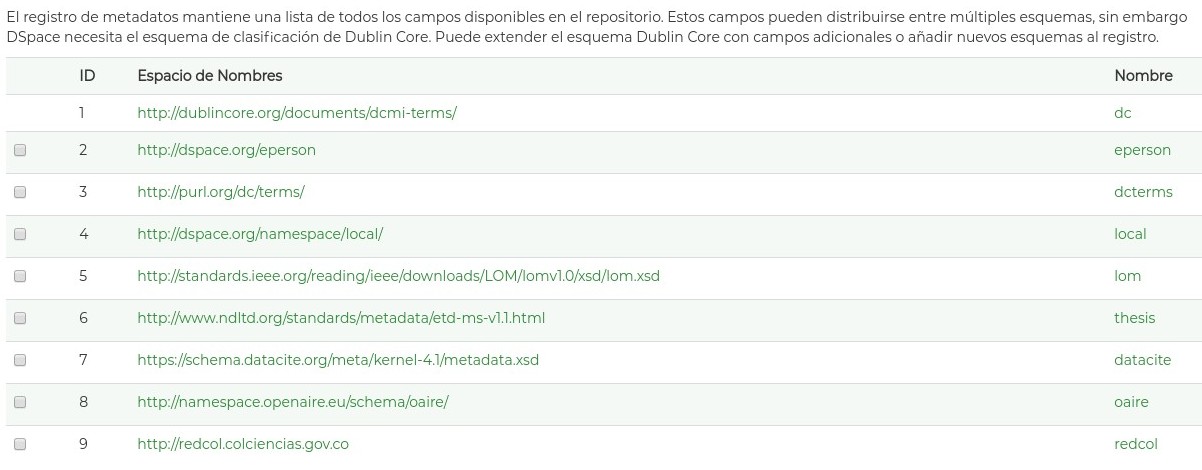 El registro de metadatos mantiene una lista de todos los campos disponibles en el repositorio. Estos campos pueden distribuirse entre múltiples esquemas, sin embargo
DSpace necesita el esquema de clasificación de Dublin Core. Puede extender el esquema Dublin Core con campos adicionales o añadir nuevos esquemas al registro.
ID Espacio de Nombres Nombre
1 http://dublincore.org/documents/dcmi-terms/ dc
2 http://dspace.org/eperson eperson
3 http://purl.org/dc/terms/ dcterms
4 http://dspace.org/namespace/local/ local
5 http://standards.ieee.org/reading/ieee/downloads/LOM/lomv1.0/xsd/lom.xsd lom
6 http://www.ndltd.org/standards/metadata/etd-ms-v1.1.html thesis
7 https://schema.datacite.org/meta/kernel-4.1/metadata.xsd datacite
8 http://namespace.openaire.eu/schema/oaire/ oaire
9 http://redcol.colciencias.gov.co redcol